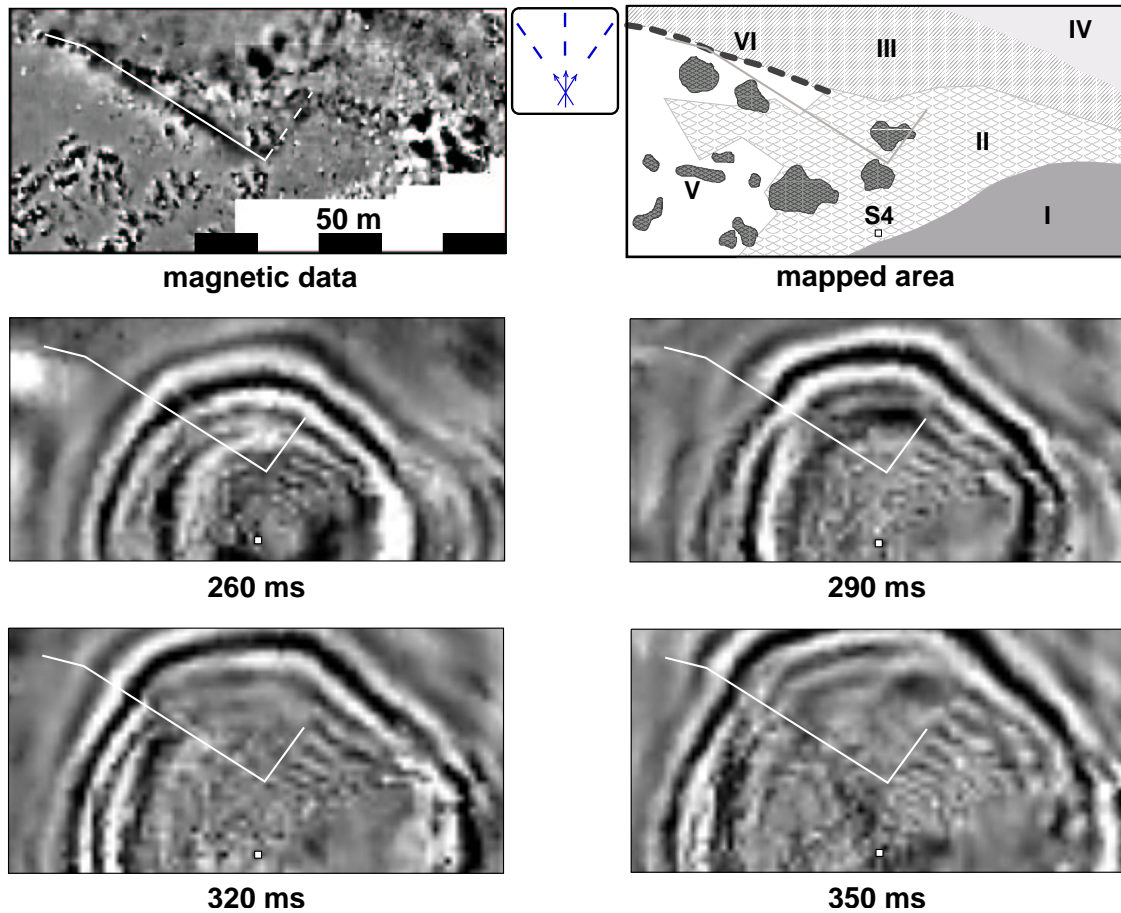 IV
VI
III
II
V
50 m
S4
I
magnetic data
mapped area
260 ms
290 ms
320 ms
350 ms